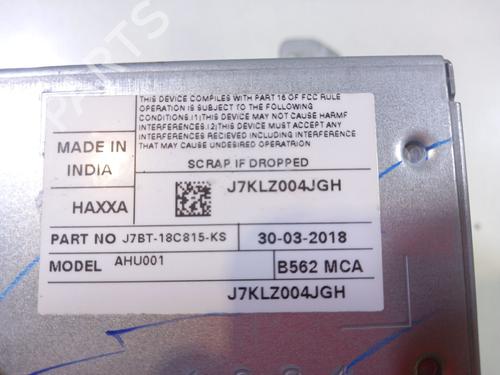 THIS DEVICE COMPILES WITH PART 16 OF FCC RULE
OPERATION IS SUBJECT TO THE FOLLOWING
CONDITIONS.(1)THIS DEVICE MAY NOT CAUSE HARMF
INTERFERENCES.(2)THIS DEVICE MUST ACCEPT ANY
INTERFERENCES RECIEVED INCLUDING INTERFERENCE
THAT MAY CAUSE UNDESIRED OPERATRION
MADE IN
INDIA
SCRAP IF DROPPED
HAXXA
J7KLZ004JGH
PART NO J7BT-18C815-KS
30-03-2018
MODEL AHU001
B562 MCA
J7KLZ004JGH